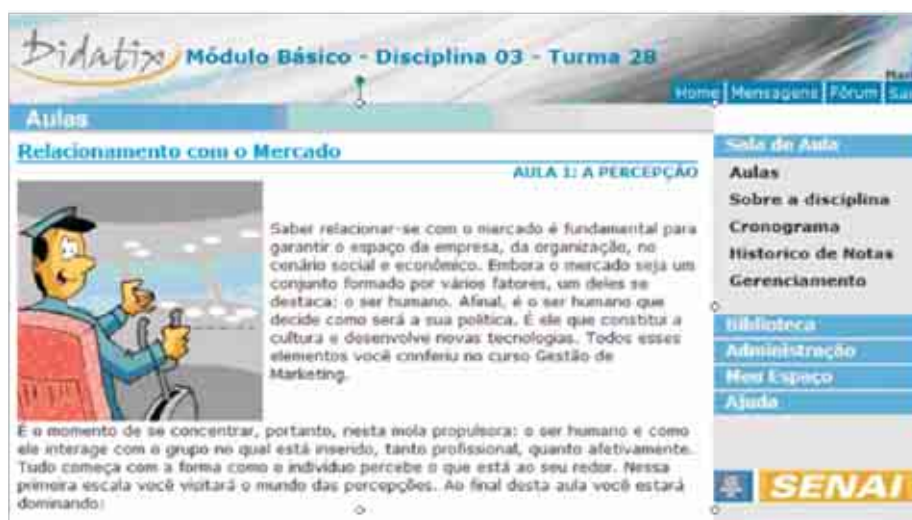 Didatix
Módulo Básico - Disciplina 03 - Turma 28
Home Mensagens Fórum
Aulas
Relacionamento com o Mercado
AULA 1: A PERCEPÇÃO
Saber relacionar-se com o mercado é fundamental para
garantir o espaço da empresa, da organização, no
cenário social e econômico. Embora o mercado seja um
conjunto formado por vários fatores, um deles se
destaca: o ser humano. Afinal, é o ser humano que
decide como será a sua política. É ele que constitui a
cultura e desenvolve novas tecnologias. Todos esses
elementos você conferiu no curso Gestão de
Marketing.
É o momento de se concentrar, portanto, nesta mola propulsora: o ser humano e como
ele interage com o grupo no qual está inserido, tanto profissional, quanto afetivamente.
Tudo começa com a forma como o indivíduo percebe o que está ao seu redor. Nessa
primeira escala você visitará o mundo das percepções. Ao final desta aula você estará
dominando:
Sala de Aula
Aulas
Sobre a disciplina
Cronograma
Historico de Notas
Gerenciamento
Biblioteca
Administração
Meu Espaço
Ajuda
SENAI